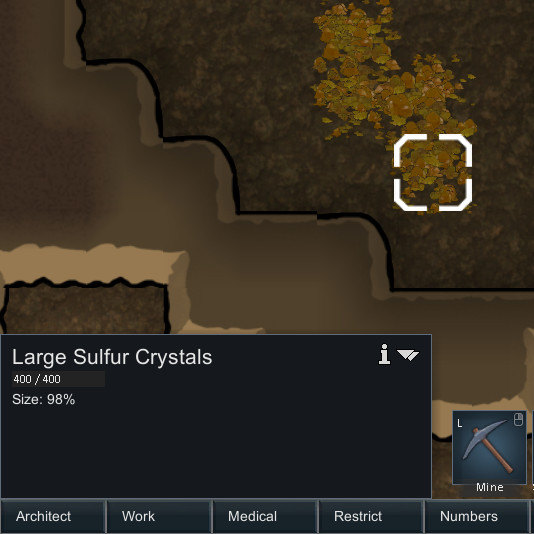 Large Sulfur Crystals
400 / 400
Size: 98%
L
Mine
Architect
Work
Medical
Restrict
Numbers